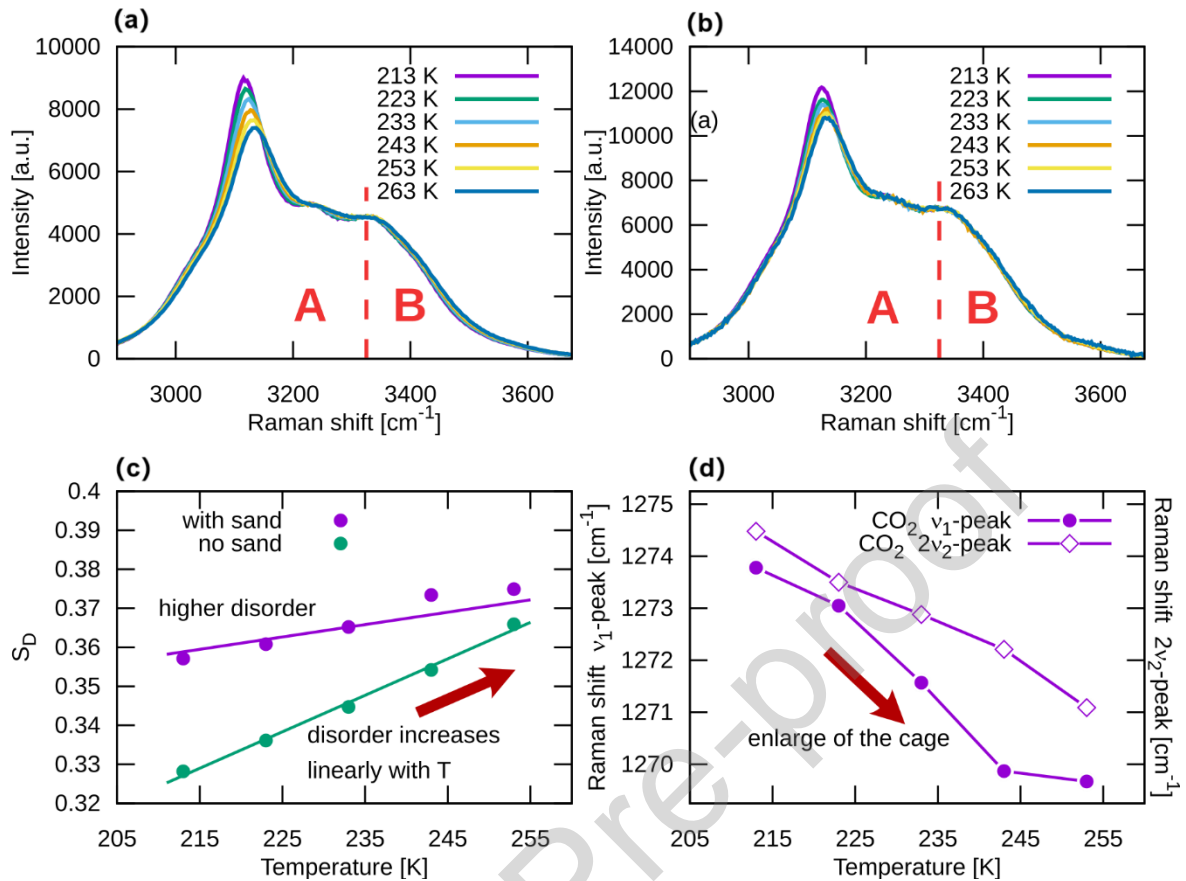 (a)
10000
8000
6000
4000
2000
0
Intensity [a.u.]
213 K
223 K
233 K
243 K
253 K
263 K
A
B
3000
3200
3400
3600
Raman shift [cm-1]
(b)
14000
12000
10000
8000
6000
4000
2000
0
Intensity [a.u.]
(a)
213 K
223 K
233 K
243 K
253 K
263 K
A
B
3000
3200
3400
3600
Raman shift [cm-1]
(c)
0.4
0.39
0.38
0.37
0.36
0.35
0.34
0.33
0.32
SD
with sand
no sand
higher disorder
disorder increases
linearly with T
205
215
225
235
245
255
Temperature [K]
(d)
1275
1274
1273
1272
1271
1270
Raman shift ν1-peak [cm-1]
CO2 ν1-peak
CO2 2ν2-peak
enlarge of the cage
205
215
225
235
245
255
Temperature [K]
Raman shift 2ν2-peak [cm-1]
Pre-proof